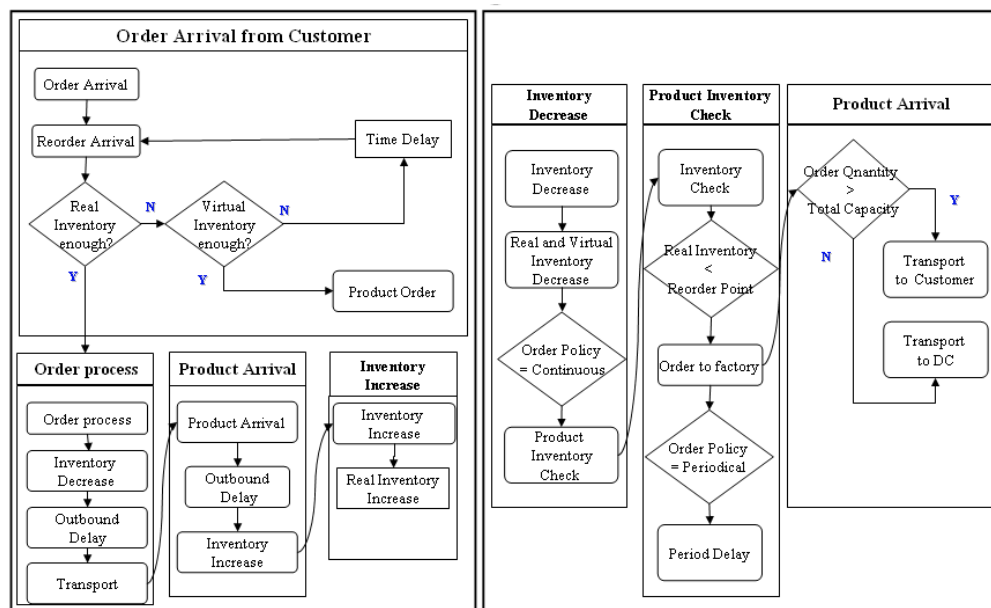 Order Arrival from Customer
Order Arrival
Reorder Arrival
Time Delay
Real
Inventory
enough?
N
Virtual
Inventory
enough?
N
Y
Y
Product Order
Order process
Order process
Inventory
Decrease
Outbound
Delay
Transport
Product Arrival
Product Arrival
Outbound
Delay
Inventory
Increase
Inventory
Increase
Inventory
Increase
Real Inventory
Increase
Inventory
Decrease
Inventory
Decrease
Real and Virtual
Inventory
Decrease
Order Policy
= Continuous
Product
Inventory
Check
Product Inventory
Check
Inventory
Check
Real Inventory
<
Reorder Point
Order to factory
Order Policy
= Periodical
Period Delay
Product Arrival
Order Qnantity
>
Total Capacity
Y
N
Transport
to Customer
Transport
to DC